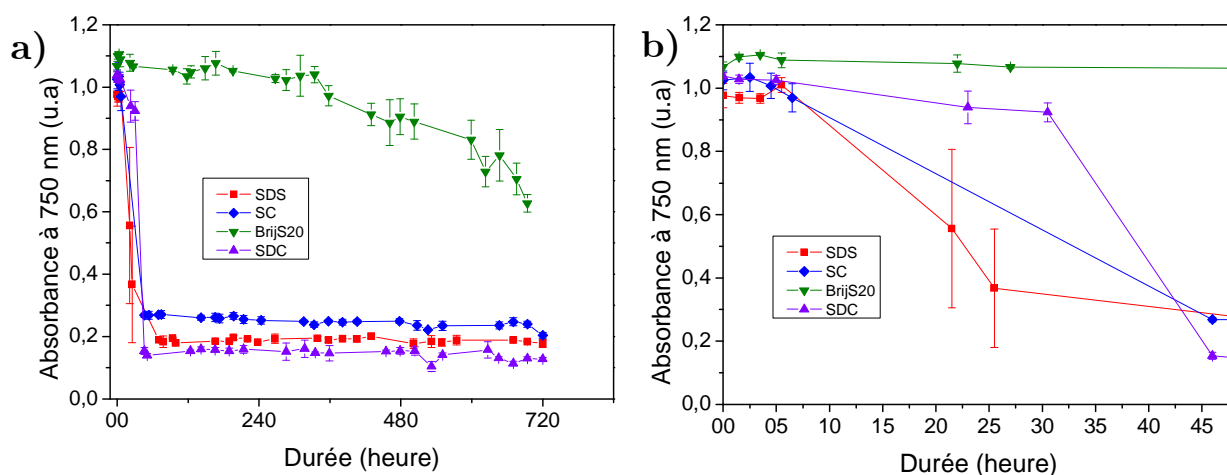 a)
Absorbance à 750 nm (u.a)
1,2
1,0
0,8
0,6
0,4
0,2
0,0
SDS
SC
BrijS20
SDC
00
240
480
720
Durée (heure)
b)
Absorbance à 750 nm (u.a)
1,2
1,0
0,8
0,6
0,4
0,2
0,0
SDS
SC
BrijS20
SDC
00
05
10
15
20
25
30
35
40
45
Durée (heure)